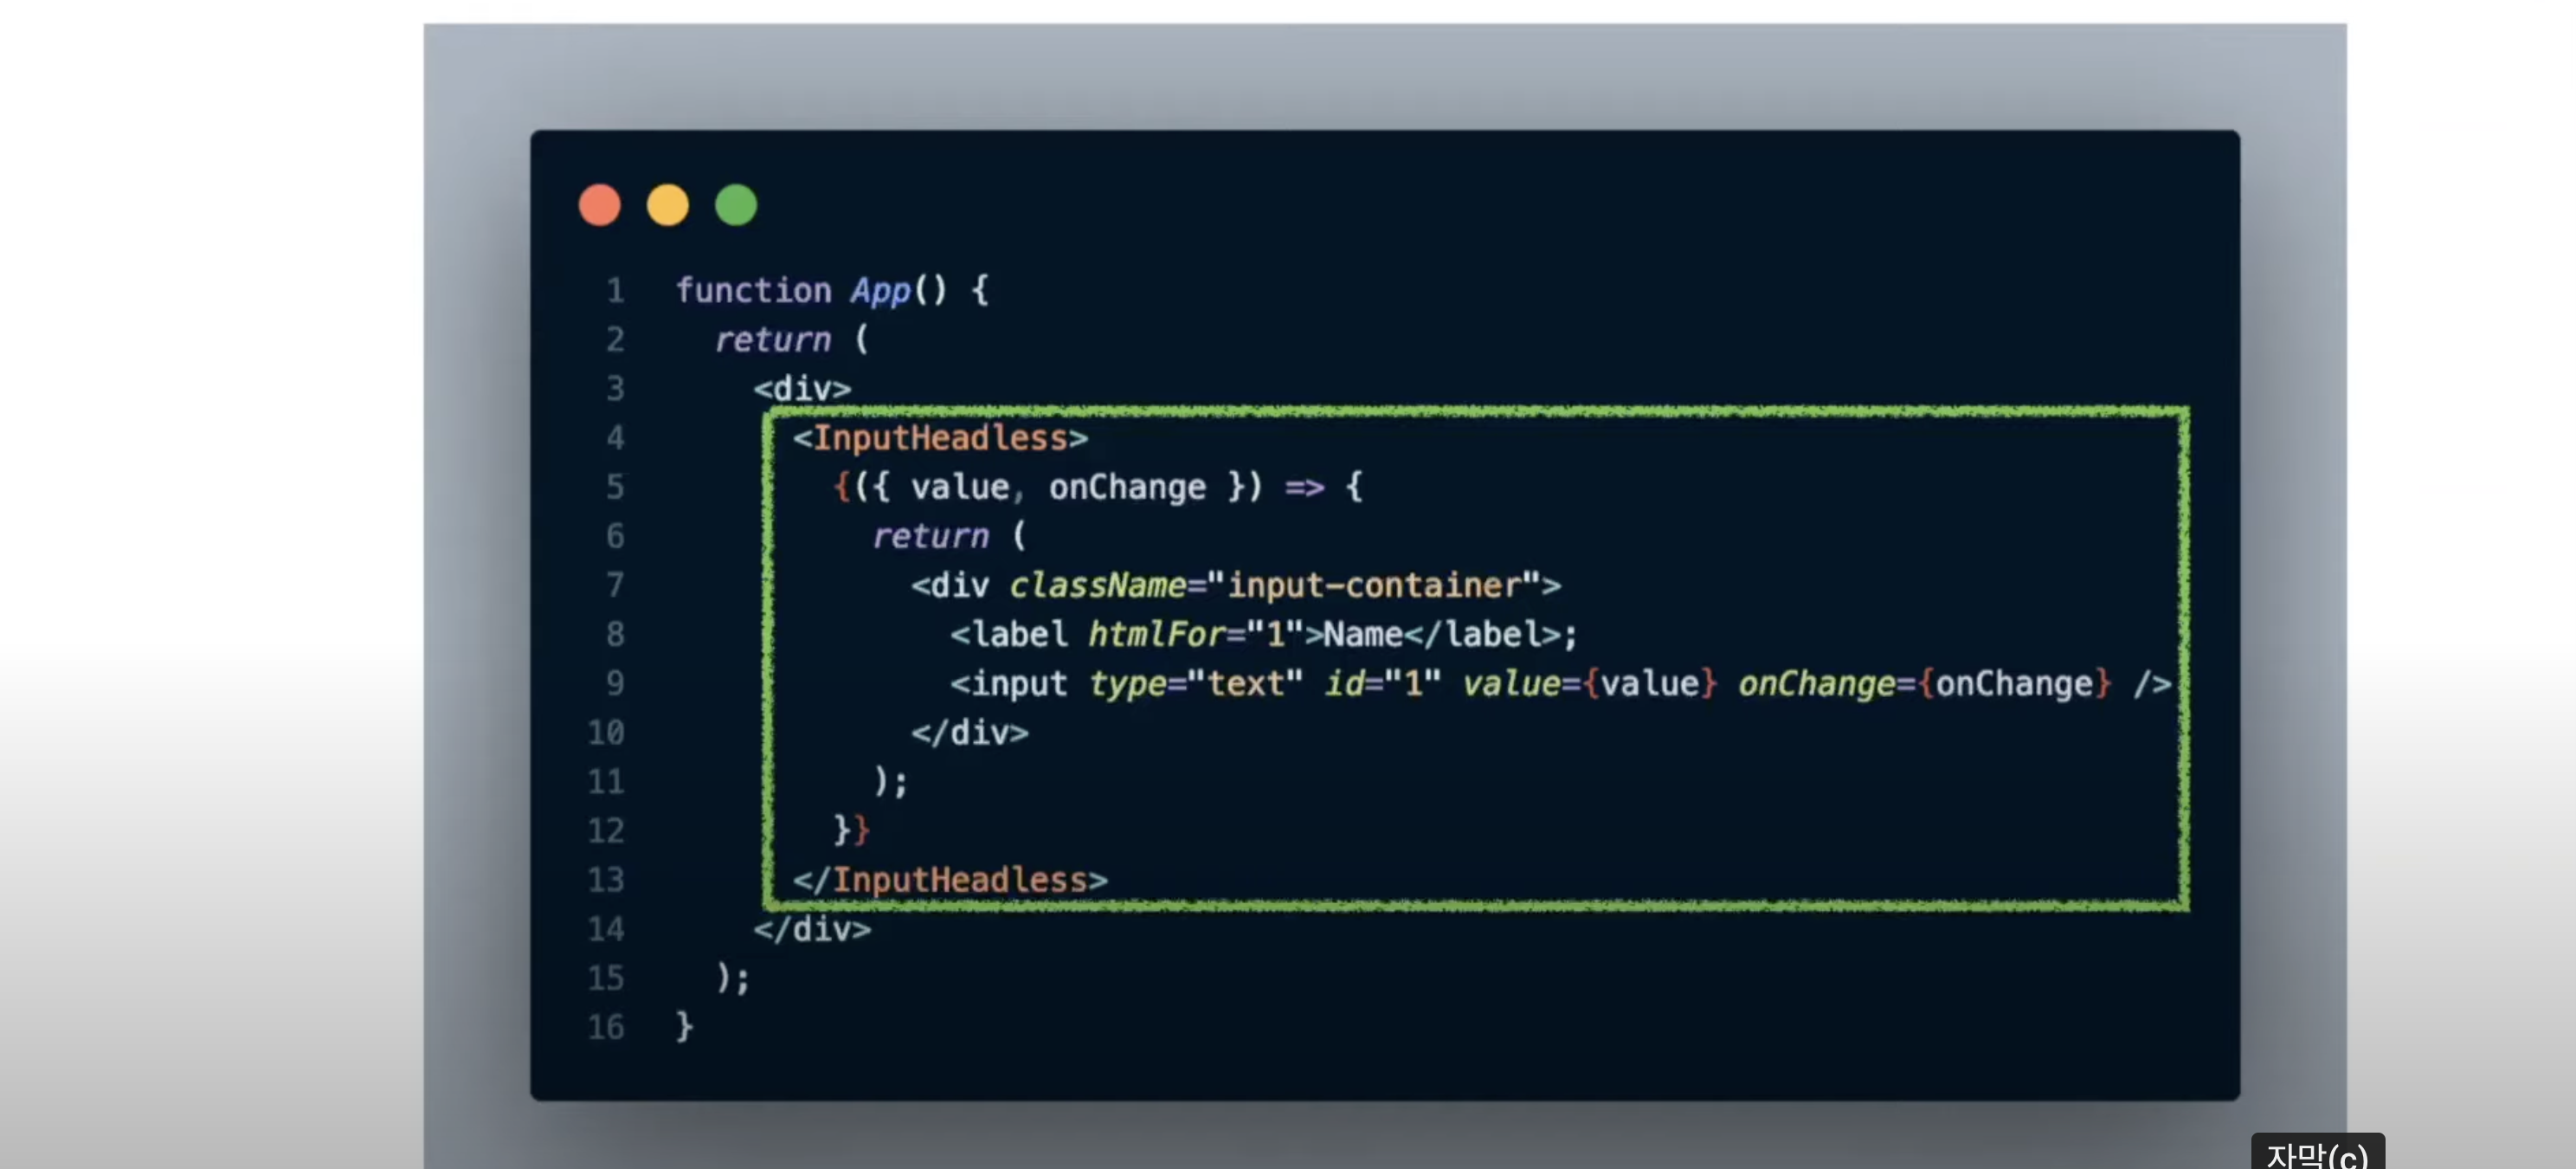 1 function App() {
2 return (
3 <div>
4 <InputHeadless>
5 {({ value, onChange }) => {
6 return (
7 <div className="input-container">
8 <label htmlFor="1">Name</label>;
9 <input type="text" id="1" value={value} onChange={onChange} />
10 </div>
11 );
12 }}
13 </InputHeadless>
14 </div>
15 );
16 }
자막(c)